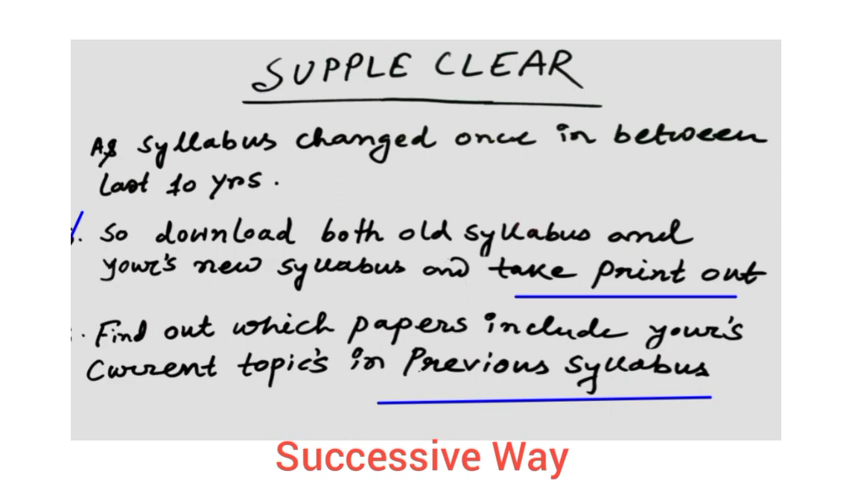 SUPPLE CLEAR
As syllabus changed once in between
last 10 yrs.
. So download both old syllabus and
your's new syllabus and take print out
. Find out which papers include your's
Current topic's in Previous Syllabus
Successive Way